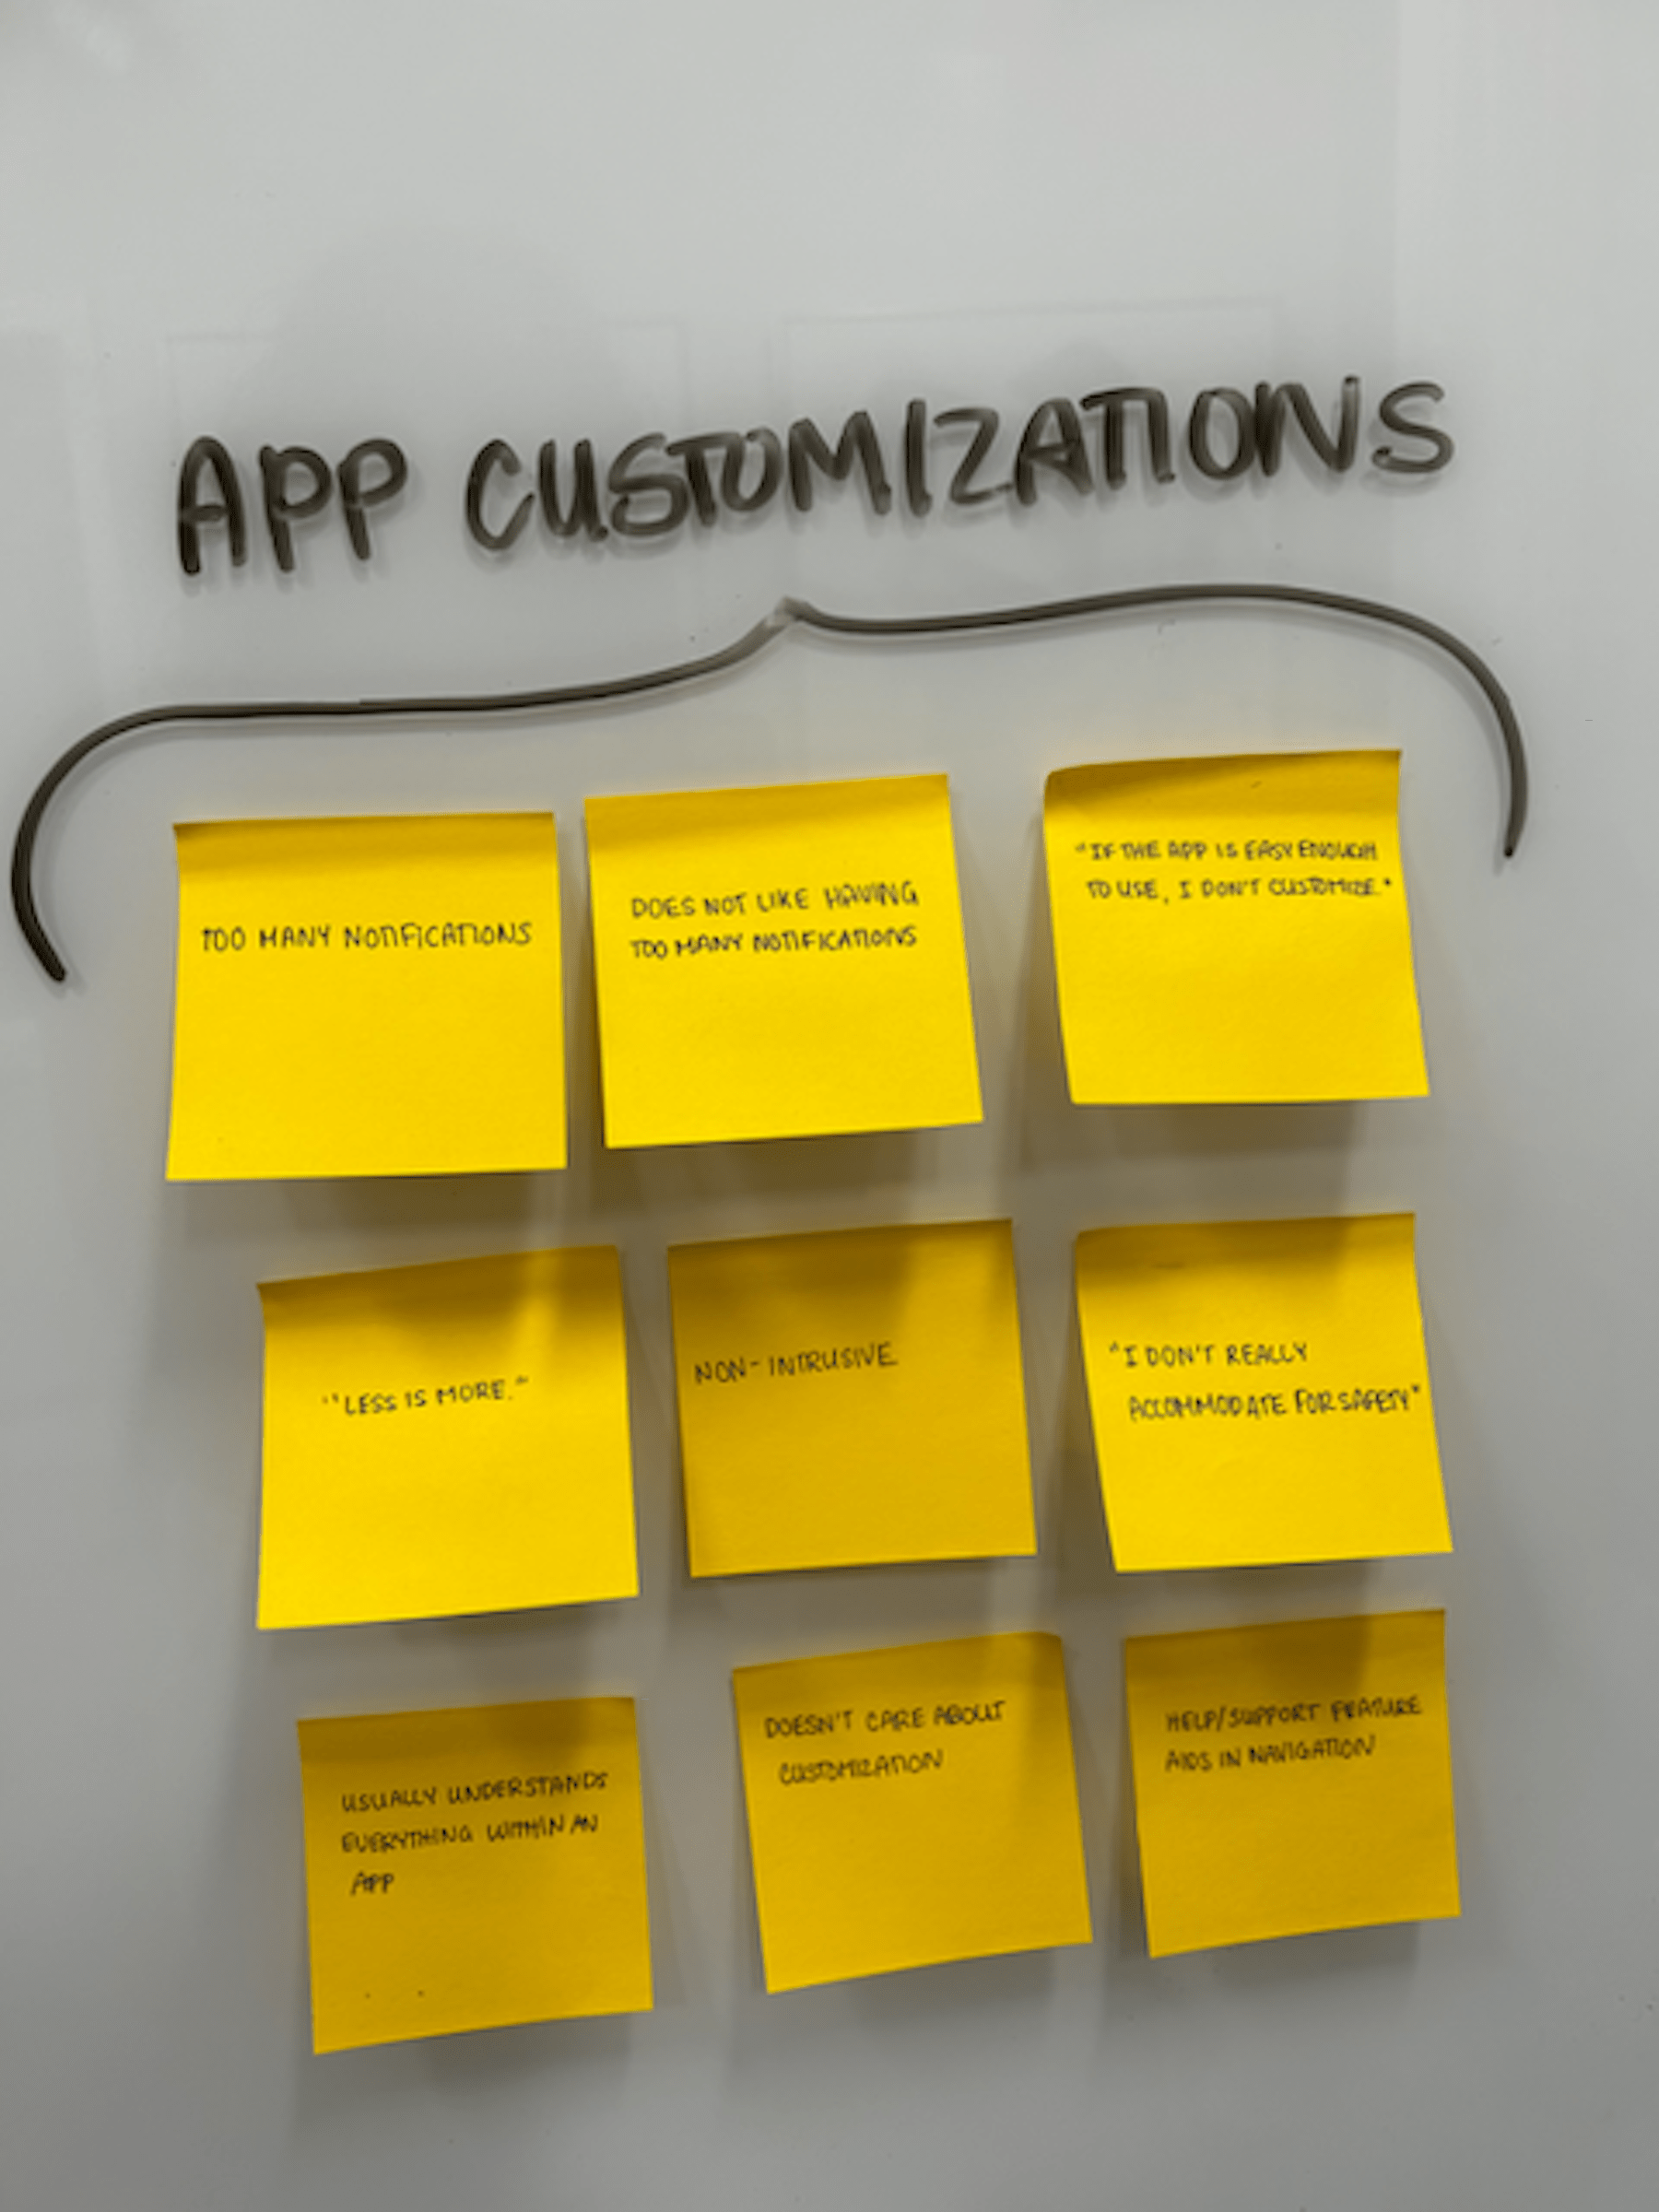 APP CUSTOMIZATIONS
TOO MANY NOTIFICATIONS
DOES NOT LIKE HAVING
TOO MANY NOTIFICATIONS
"IF THE APP IS EASY ENOUGH
TO USE, I DON'T CUSTOMIZE."
"LESS IS MORE."
NON-INTRUSIVE
"I DON'T REALLY
ACCOMMODATE FOR SAFETY"
USUALLY UNDERSTANDS
EVERYTHING WITHIN AN
APP
DOESN'T CARE ABOUT
CUSTOMIZATION
HELP/SUPPORT FEATURE
AIDS IN NAVIGATION